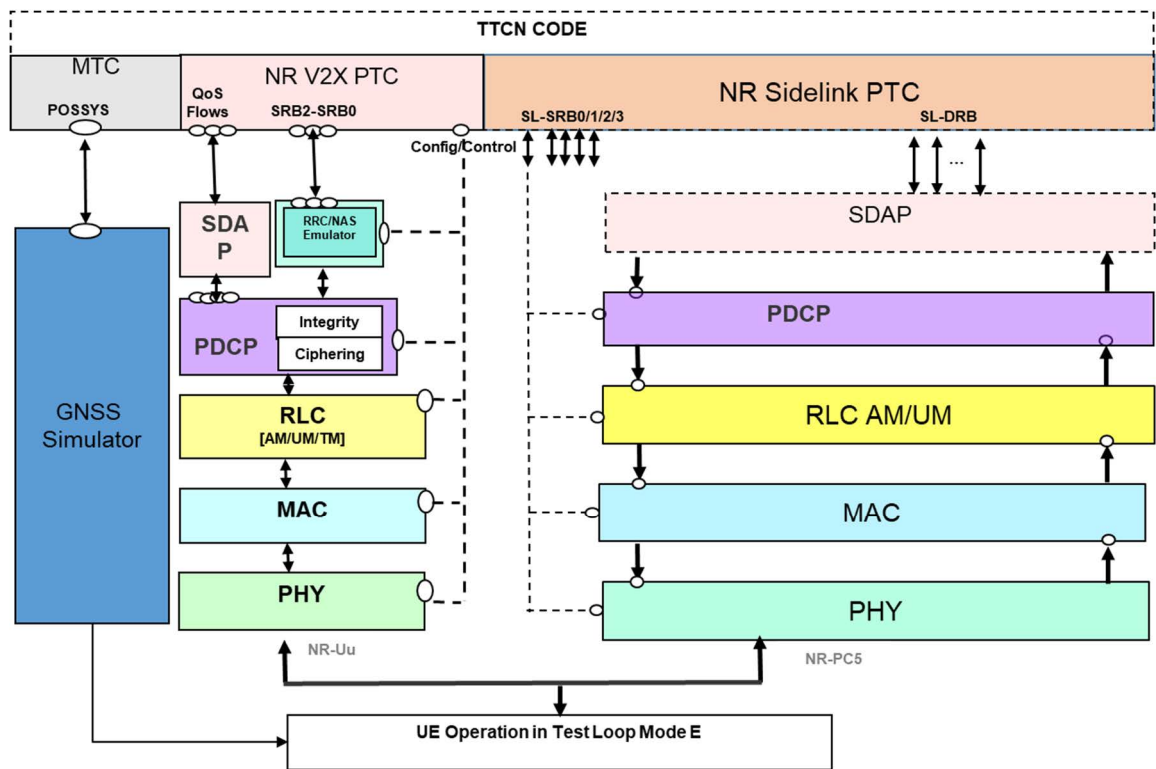 TTCN CODE
MTC
NR V2X PTC
NR Sidelink PTC
POSSYS
QoS
Flows
SRB2-SRB0
SL-SRB0/1/2/3
SL-DRB
Config/Control
...
SDA
P
RRC/NAS
Emulator
SDAP
Integrity
Ciphering
PDCP
PDCP
GNSS
Simulator
RLC
[AM/UM/TM]
RLC AM/UM
MAC
MAC
PHY
PHY
NR-Uu
NR-PC5
UE Operation in Test Loop Mode E